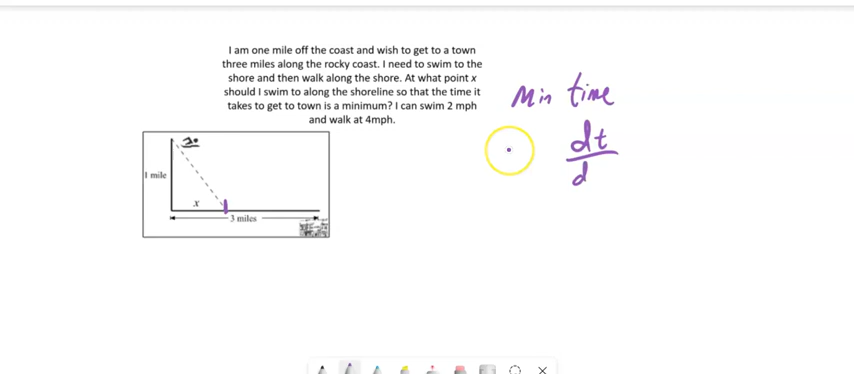 I am one mile off the coast and wish to get to a town
three miles along the rocky coast. I need to swim to the
shore and then walk along the shore. At what point x
should I swim to along the shoreline so that the time it
takes to get to town is a minimum? I can swim 2 mph
and walk at 4mph.
Min time
dt
d
1 mile
x
3 miles